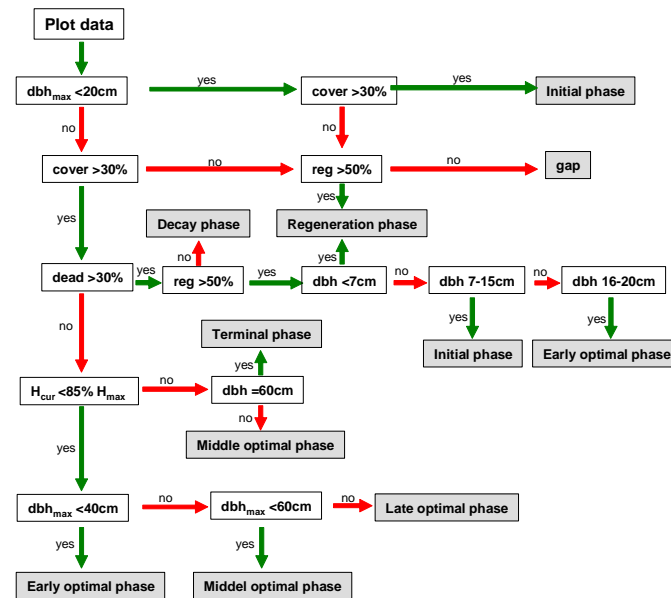 Plot data
yes
yes
dbhmax <20cm
cover >30%
Initial phase
no
no
cover >30%
no
reg >50%
no
gap
yes
yes
Decay phase
Regeneration phase
no
yes
dead >30%
yes
reg >50%
yes
dbh <7cm
no
dbh 7-15cm
no
dbh 16-20cm
no
yes
yes
Terminal phase
Initial phase
Early optimal phase
yes
Hcur <85% Hmax
no
dbh =60cm
no
yes
Middle optimal phase
dbhmax <40cm
no
dbhmax <60cm
no
Late optimal phase
yes
yes
Early optimal phase
Middel optimal phase